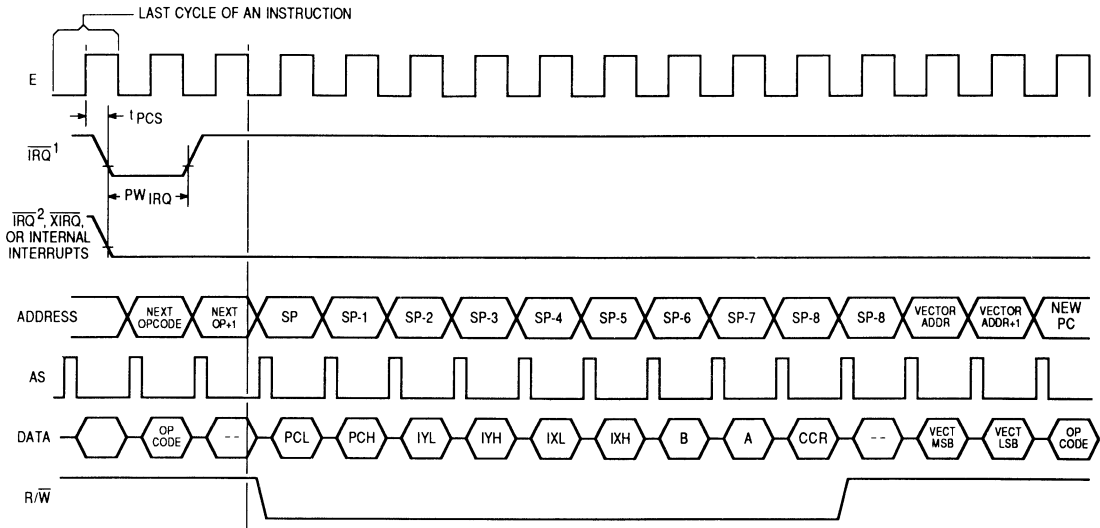 LAST CYCLE OF AN INSTRUCTION
E
tPCS
IRQ1
PWIRQ
IRQ2, XIRQ,
OR INTERNAL
INTERRUPTS
ADDRESS
NEXT
OPCODE
NEXT
OP+1
SP
SP-1
SP-2
SP-3
SP-4
SP-5
SP-6
SP-7
SP-8
SP-8
VECTOR
ADDR
VECTOR
ADDR+1
NEW
PC
AS
DATA
OP
CODE
--
PCL
PCH
IYL
IYH
IXL
IXH
B
A
CCR
--
VECT
MSB
VECT
LSB
OP
CODE
R/W